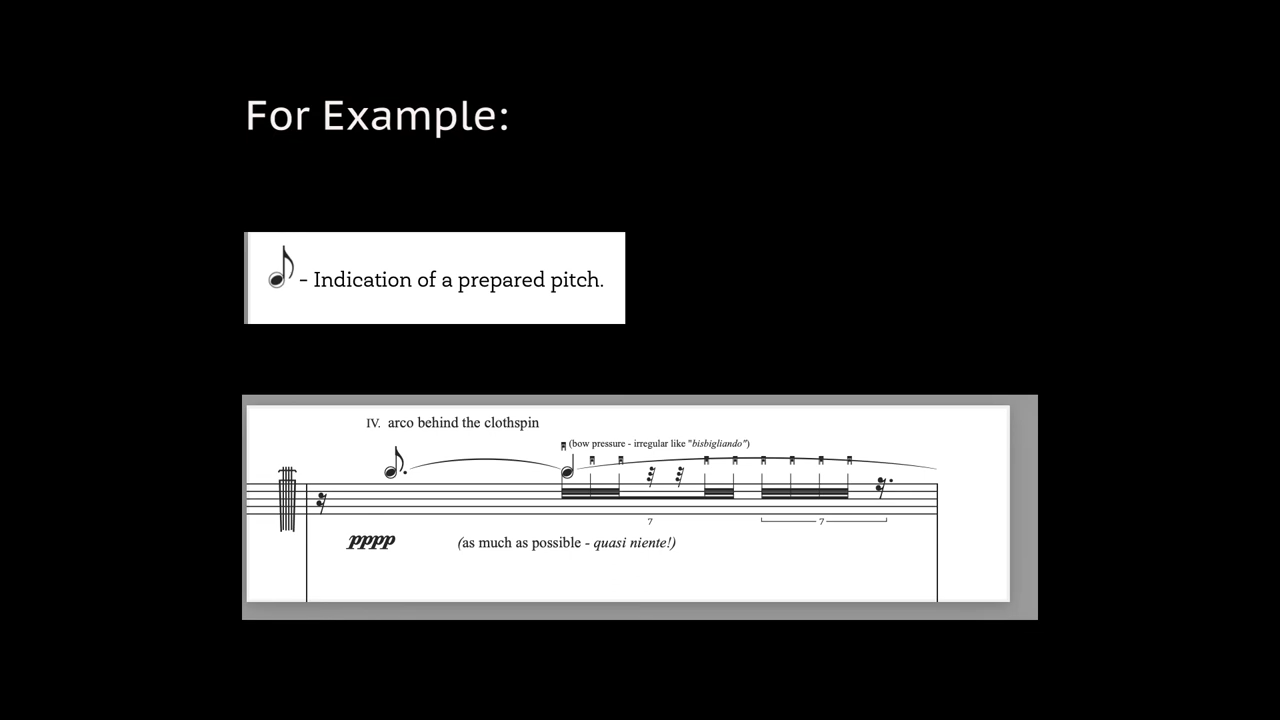 For Example:
– Indication of a prepared pitch.
IV. arco behind the clothspin
(bow pressure - irregular like "bisbigliando")
7
7
pppp
(as much as possible - quasi niente!)